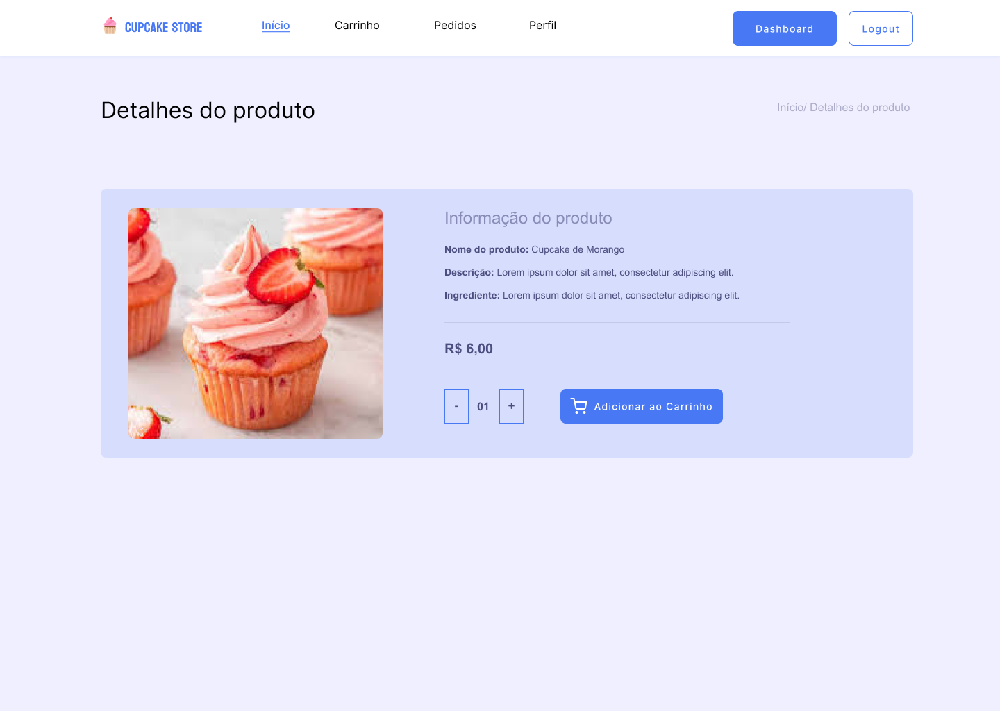 CUPCAKE STORE
Início
Carrinho
Pedidos
Perfil
Dashboard
Logout
Detalhes do produto
Início/ Detalhes do produto
Informação do produto
Nome do produto: Cupcake de Morango
Descrição: Lorem ipsum dolor sit amet, consectetur adipiscing elit.
Ingrediente: Lorem ipsum dolor sit amet, consectetur adipiscing elit.
R$ 6,00
- 01 +
Adicionar ao Carrinho